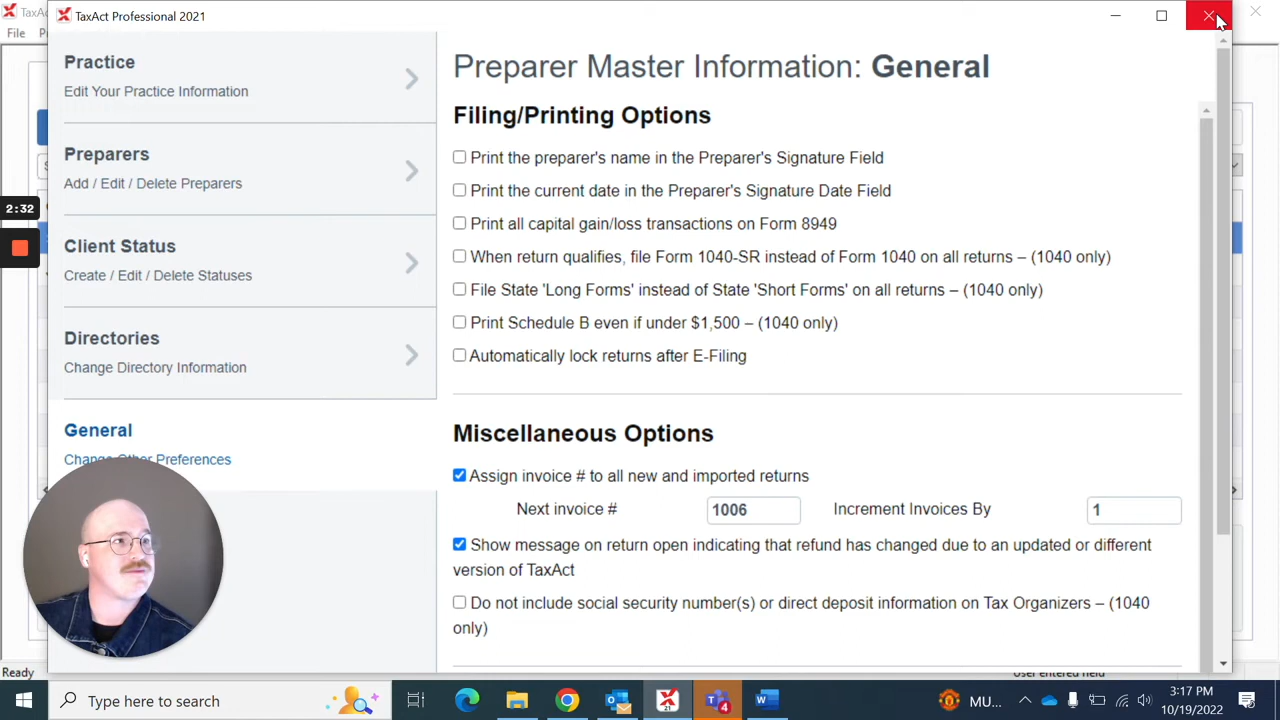 TaxAct Professional 2021
File
Practice
Edit Your Practice Information
Preparers
Add / Edit / Delete Preparers
Client Status
Create / Edit / Delete Statuses
Directories
Change Directory Information
General
Change Other Preferences
2:32
Preparer Master Information: General
Filing/Printing Options
Print the preparer's name in the Preparer's Signature Field
Print the current date in the Preparer's Signature Date Field
Print all capital gain/loss transactions on Form 8949
When return qualifies, file Form 1040-SR instead of Form 1040 on all returns – (1040 only)
File State 'Long Forms' instead of State 'Short Forms' on all returns – (1040 only)
Print Schedule B even if under $1,500 – (1040 only)
Automatically lock returns after E-Filing
Miscellaneous Options
Assign invoice # to all new and imported returns
Next invoice # 1006 Increment Invoices By 1
Show message on return open indicating that refund has changed due to an updated or different
version of TaxAct
Do not include social security number(s) or direct deposit information on Tax Organizers – (1040
only)
Ready
User entered field
Type here to search
21
4
MU...
3:17 PM
10/19/2022